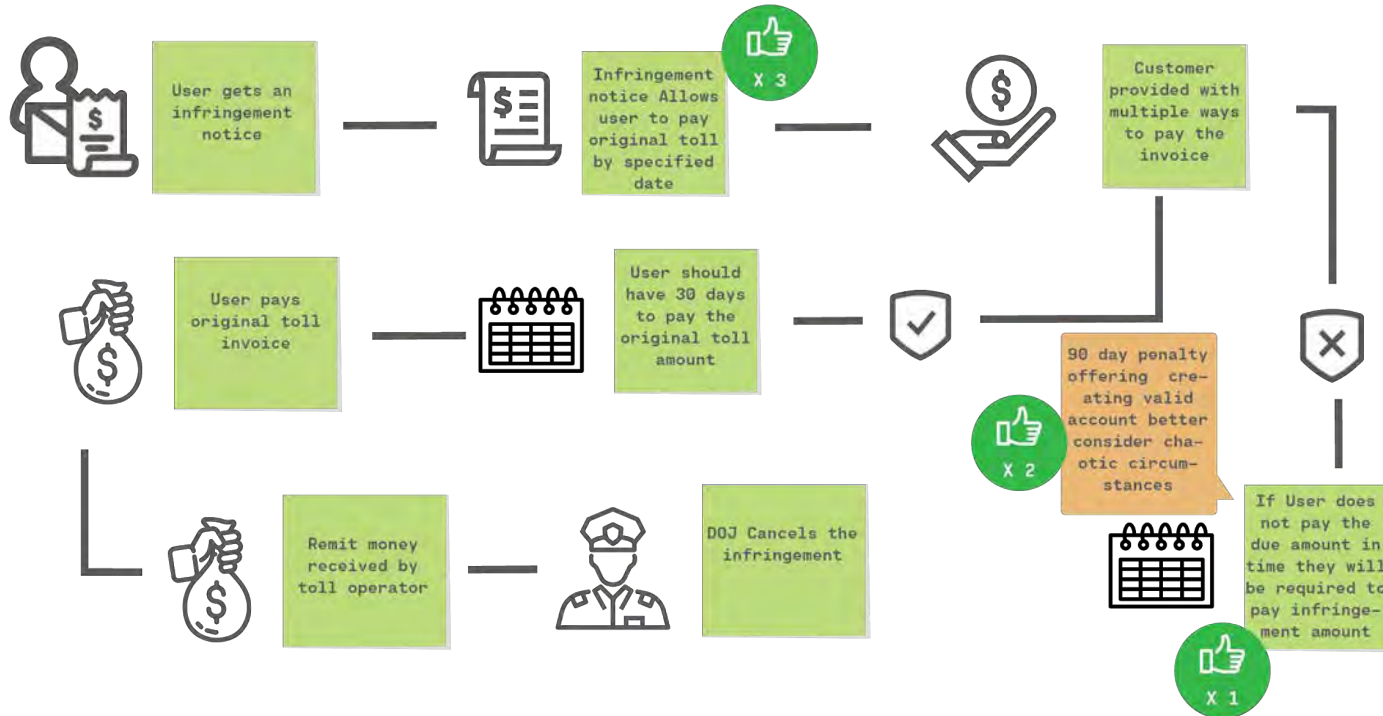 User gets an
infringement
notice
$
$
Infringement
notice Allows
user to pay
original toll
by specified
date
X 3
$
Customer
provided with
multiple ways
to pay the
invoice
$
User pays
original toll
invoice
User should
have 30 days
to pay the
original toll
amount
90 day penalty
offering cre-
ating valid
account better
consider cha-
otic circum-
stances
X 2
If User does
not pay the
due amount in
time they will
be required to
pay infringe-
ment amount
X 1
$
Remit money
received by
toll operator
DOJ Cancels the
infringement